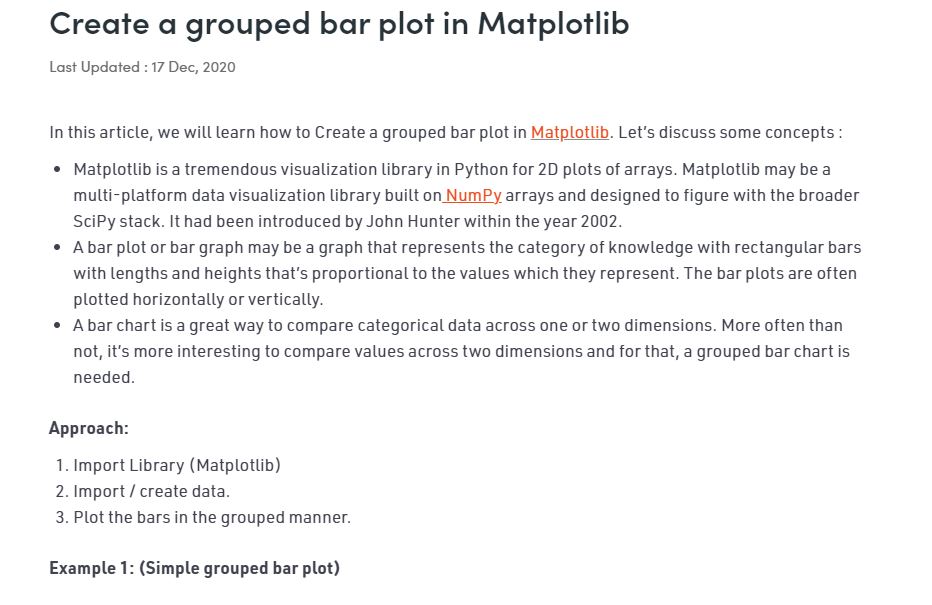 Create a grouped bar plot in Matplotlib
Last Updated : 17 Dec, 2020
In this article, we will learn how to Create a grouped bar plot in Matplotlib. Let's discuss some concepts :
• Matplotlib is a tremendous visualization library in Python for 2D plots of arrays. Matplotlib may be a
multi-platform data visualization library built on NumPy arrays and designed to figure with the broader
SciPy stack. It had been introduced by John Hunter within the year 2002.
• A bar plot or bar graph may be a graph that represents the category of knowledge with rectangular bars
with lengths and heights that's proportional to the values which they represent. The bar plots are often
plotted horizontally or vertically.
• A bar chart is a great way to compare categorical data across one or two dimensions. More often than
not, it's more interesting to compare values across two dimensions and for that, a grouped bar chart is
needed.
Approach:
1. Import Library (Matplotlib)
2. Import / create data.
3. Plot the bars in the grouped manner.
Example 1: (Simple grouped bar plot)